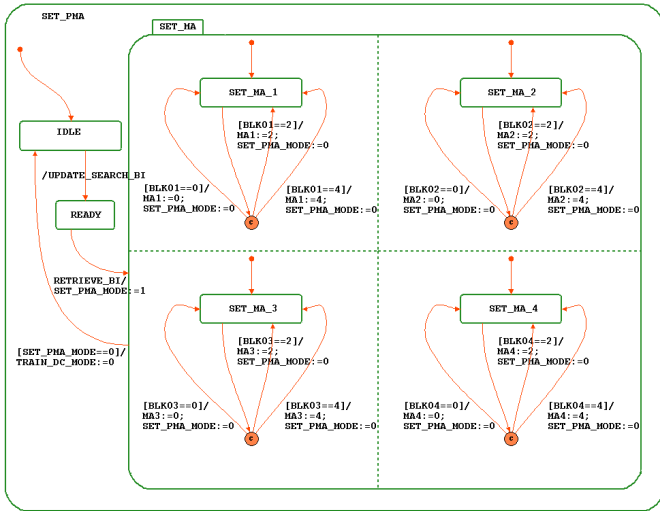 SET_PMA
SET_MA
SET_MA_1
[BLK01==2]/
MA1:=2;
SET_PMA_MODE:=0
[BLK01==0]/
MA1:=0;
SET_PMA_MODE:=0
[BLK01==4]/
MA1:=4;
SET_PMA_MODE:=0
C
SET_MA_2
[BLK02==2]/
MA2:=2;
SET_PMA_MODE:=0
[BLK02==0]/
MA2:=0;
SET_PMA_MODE:=0
[BLK02==4]/
MA2:=4;
SET_PMA_MODE:=0
C
IDLE
/UPDATE_SEARCH_BI
READY
RETRIEVE_BI/
SET_PMA_MODE:=1
[SET_PMA_MODE==0]/
TRAIN_DC_MODE:=0
SET_MA_3
[BLK03==2]/
MA3:=2;
SET_PMA_MODE:=0
[BLK03==0]/
MA3:=0;
SET_PMA_MODE:=0
[BLK03==4]/
MA3:=4;
SET_PMA_MODE:=0
C
SET_MA_4
[BLK04==2]/
MA4:=2;
SET_PMA_MODE:=0
[BLK04==0]/
MA4:=0;
SET_PMA_MODE:=0
[BLK04==4]/
MA4:=4;
SET_PMA_MODE:=0
C